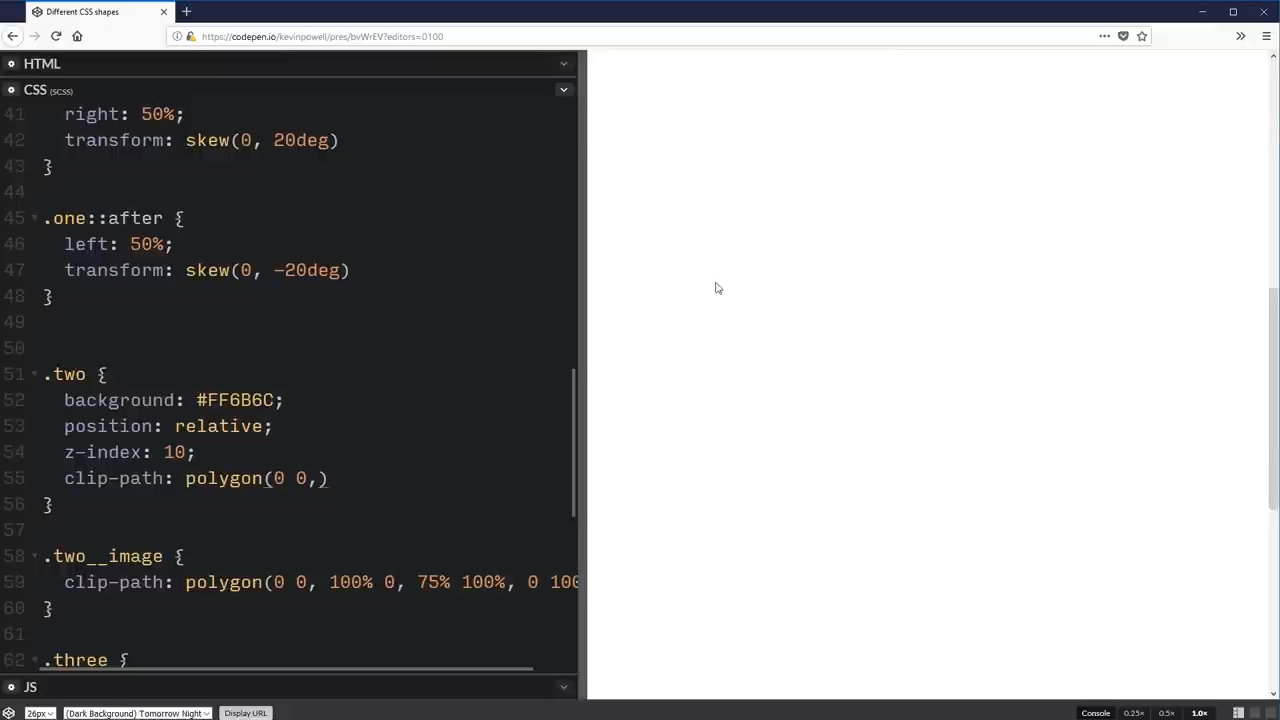 Different CSS shapes
https://codepen.io/kevinpowell/pres/bvWrEV?editors=0100
HTML
CSS (SCSS)
41 right: 50%;
42 transform: skew(0, 20deg)
43 }
44
45 .one::after {
46 left: 50%;
47 transform: skew(0, -20deg)
48 }
49
50
51 .two {
52 background: #FF6B6C;
53 position: relative;
54 z-index: 10;
55 clip-path: polygon(0 0,)
56 }
57
58 .two__image {
59 clip-path: polygon(0 0, 100% 0, 75% 100%, 0 100
60 }
61
62 .three {
JS
26px (Dark Background) Tomorrow Night Display URL Console 0.25× 0.5× 1.0×